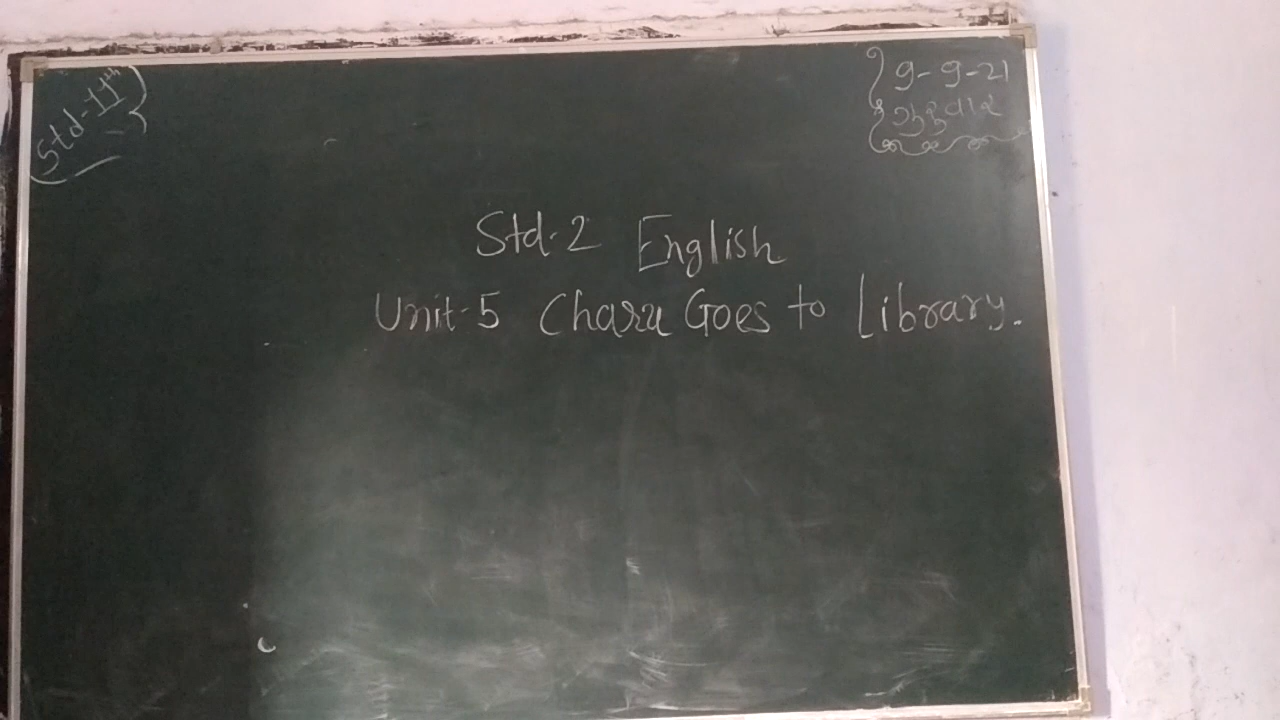 Std-11th
9-9-21
ગુરુવાર
Std-2 English
Unit-5 Charu Goes to Library.